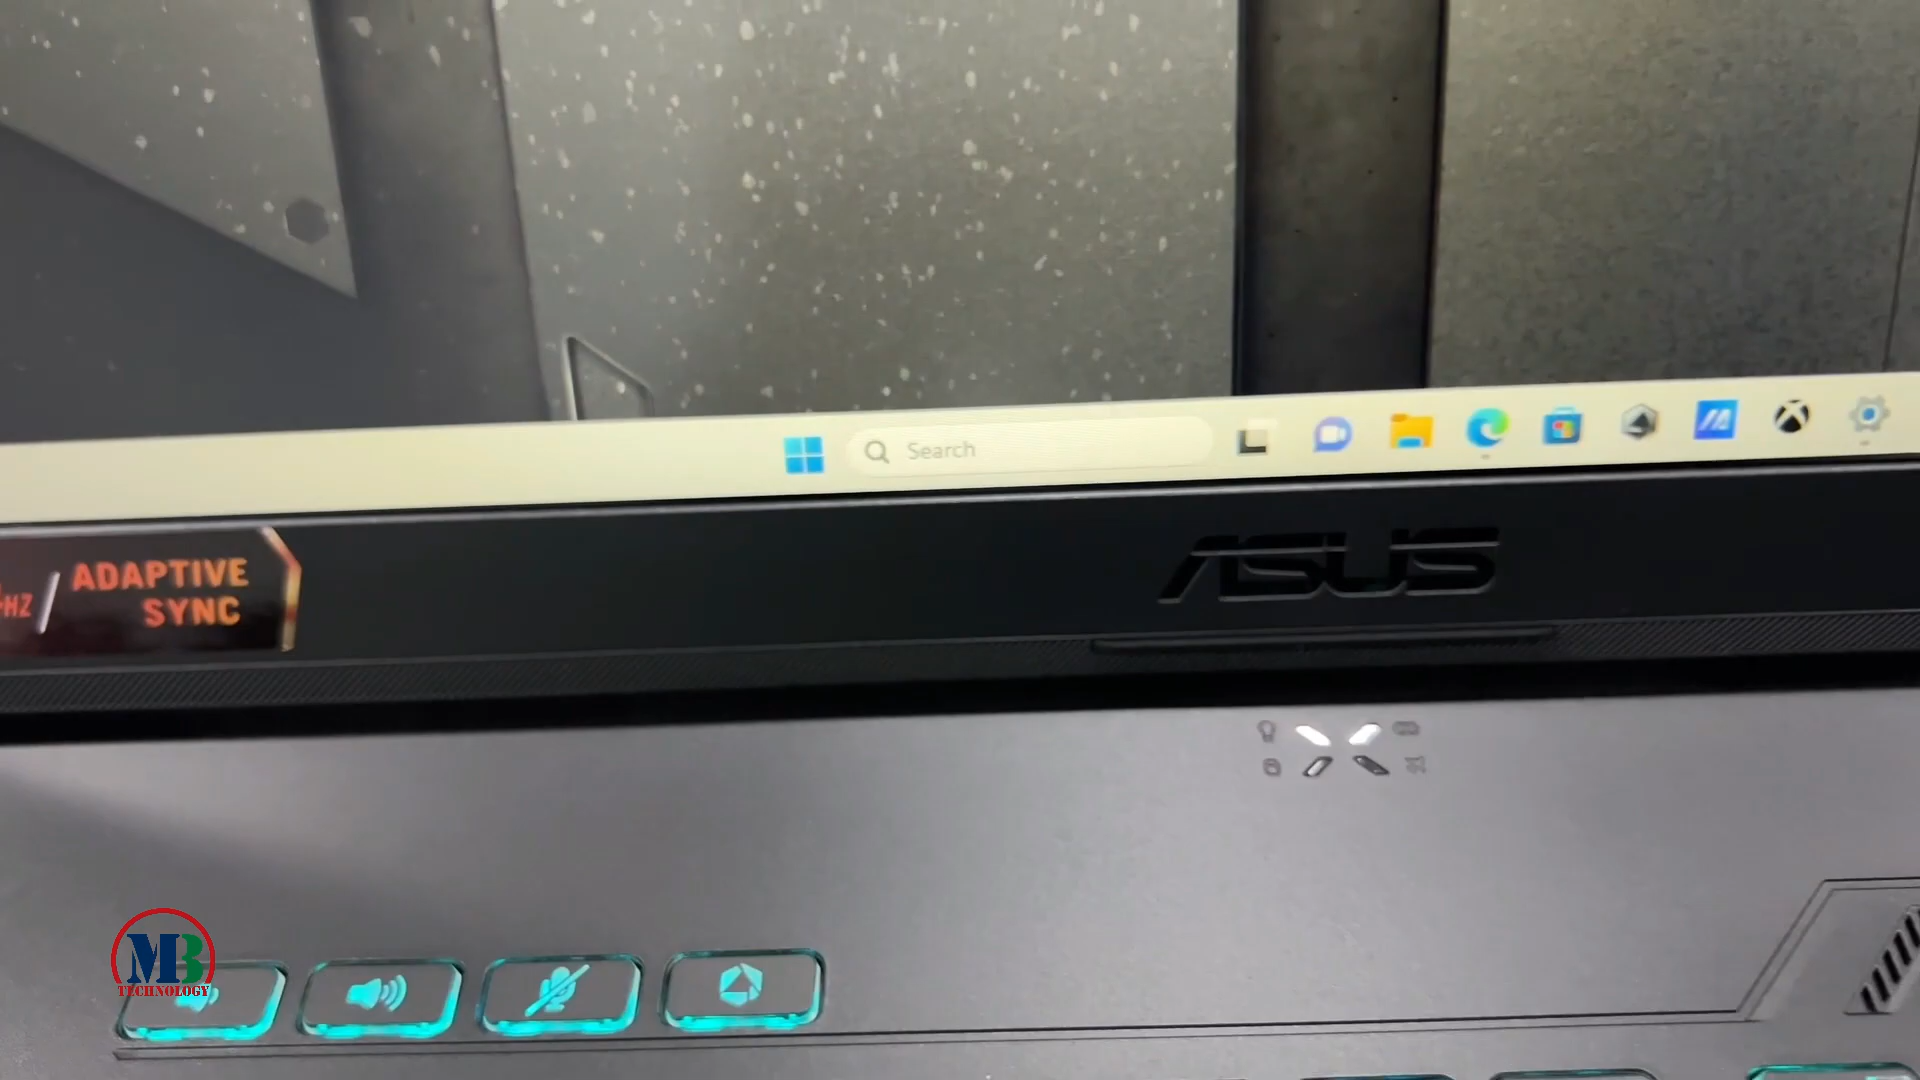 Search
HZ / ADAPTIVE
SYNC
ASUS
MB
TECHNOLOGY